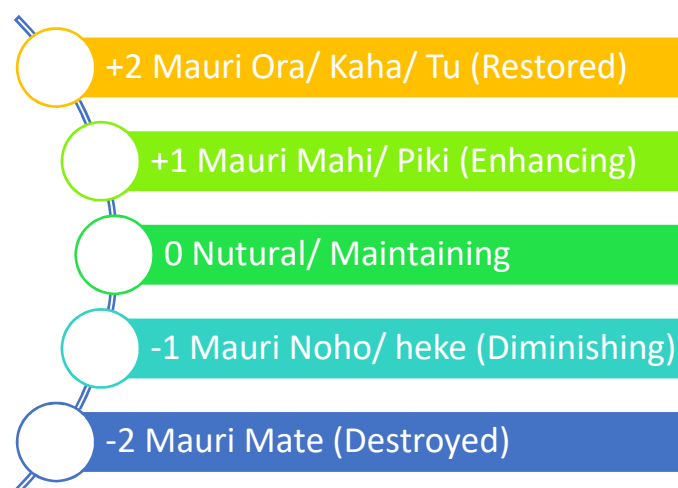 +2 Mauri Ora/ Kaha/ Tu (Restored)
+1 Mauri Mahi/ Piki (Enhancing)
0 Nutural/ Maintaining
-1 Mauri Noho/ heke (Diminishing)
-2 Mauri Mate (Destroyed)